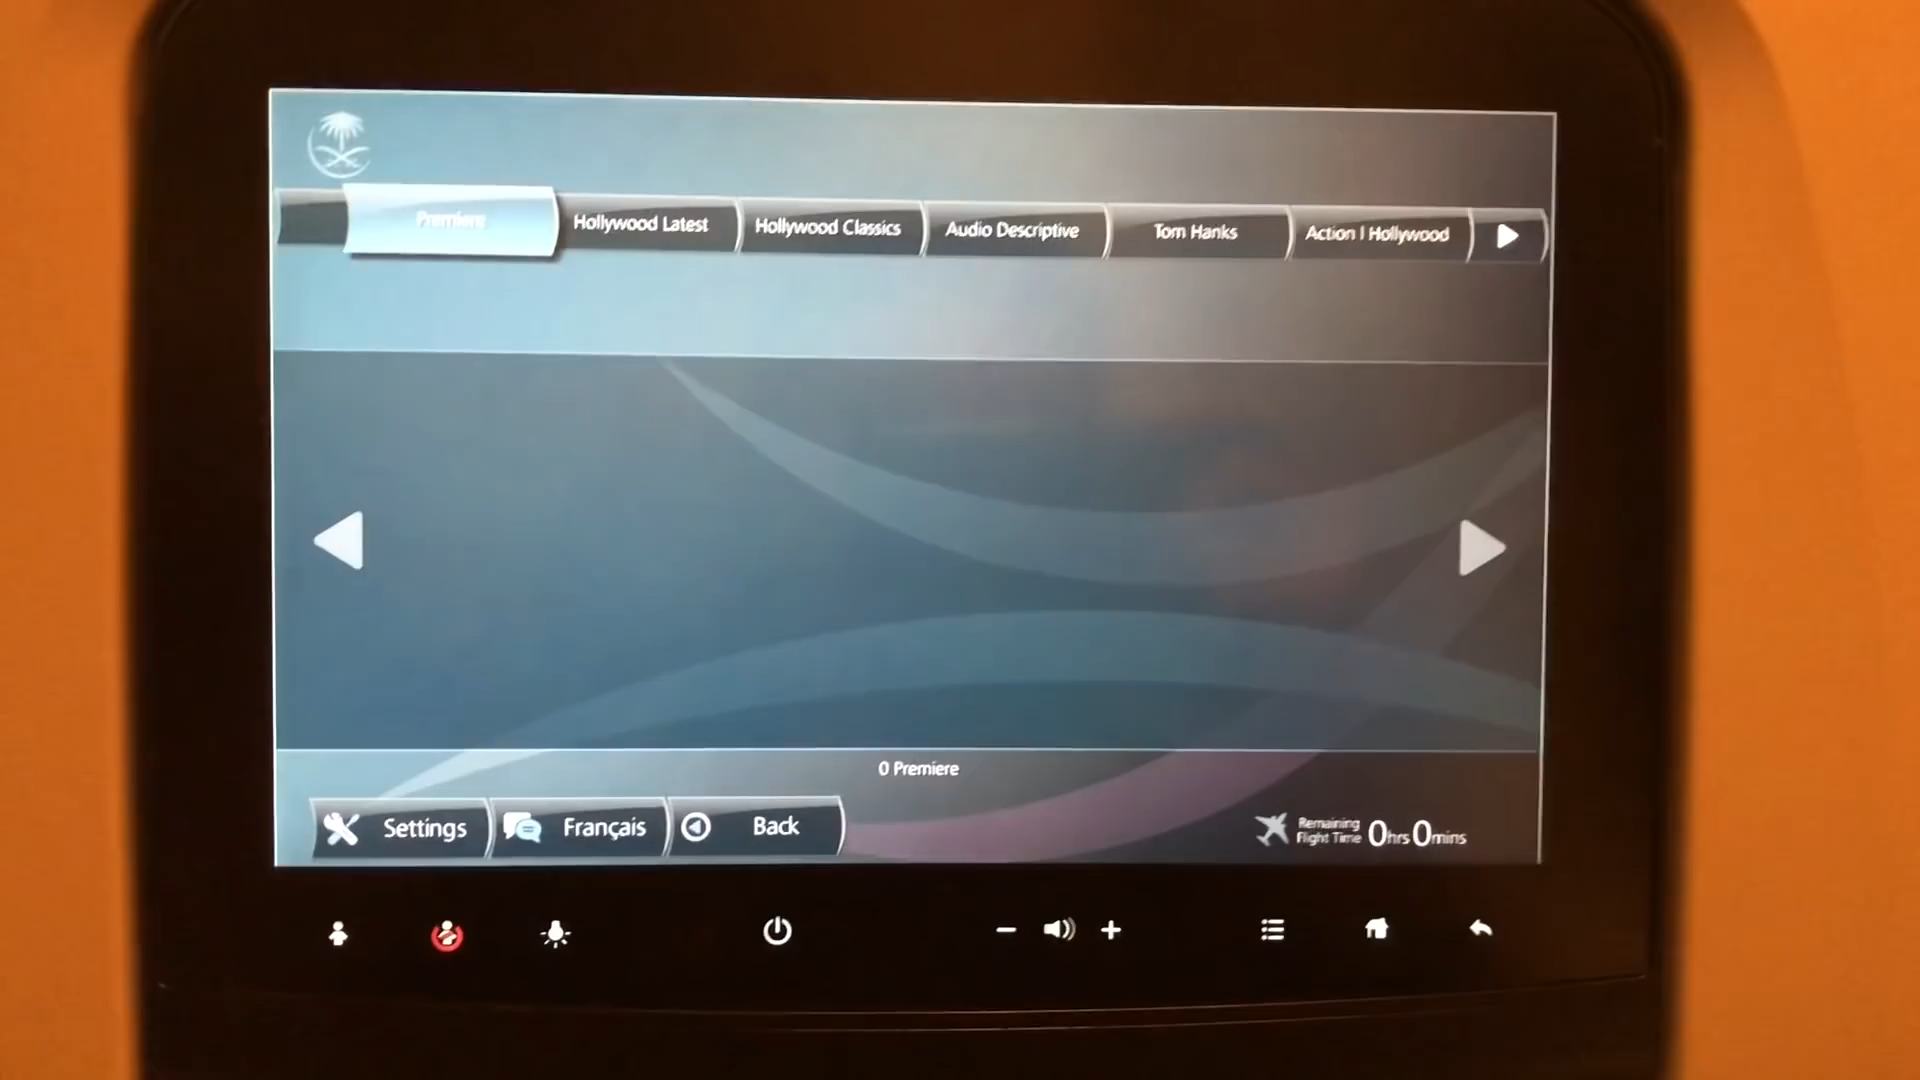 Premiere
Hollywood Latest
Hollywood Classics
Audio Descriptive
Tom Hanks
Action | Hollywood
0 Premiere
Settings
Français
Back
Remaining
Flight Time 0hrs 0mins